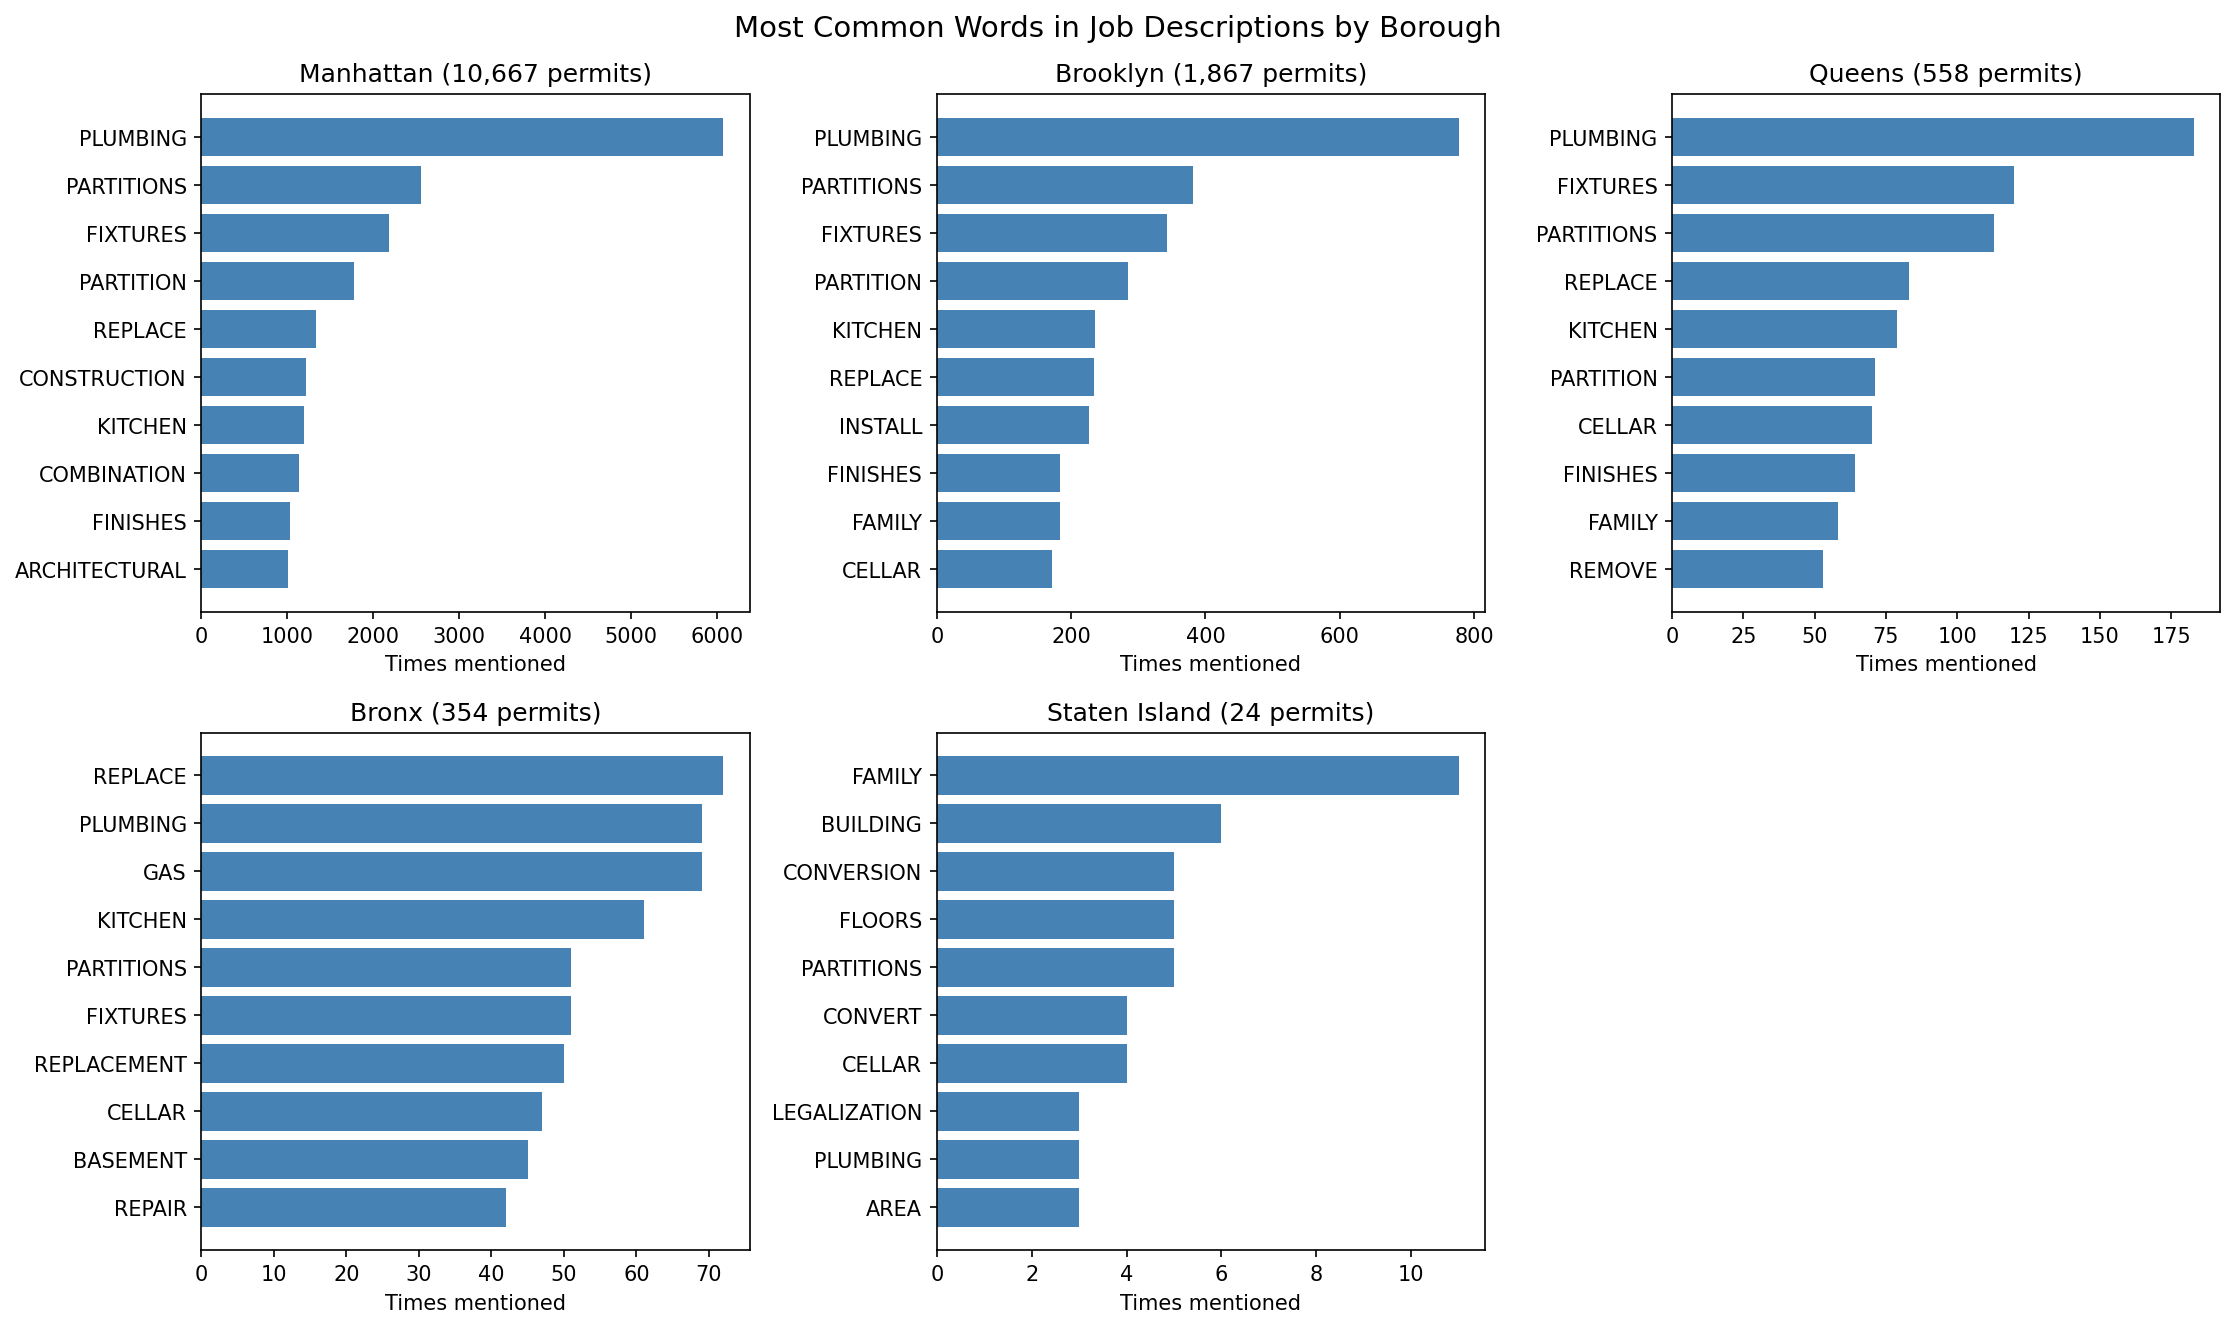 Most Common Words in Job Descriptions by Borough
Manhattan (10,667 permits)
PLUMBING
PARTITIONS
FIXTURES
PARTITION
REPLACE
CONSTRUCTION
KITCHEN
COMBINATION
FINISHES
ARCHITECTURAL
0 1000 2000 3000 4000 5000 6000
Times mentioned
Brooklyn (1,867 permits)
PLUMBING
PARTITIONS
FIXTURES
PARTITION
KITCHEN
REPLACE
INSTALL
FINISHES
FAMILY
CELLAR
0 200 400 600 800
Times mentioned
Queens (558 permits)
PLUMBING
FIXTURES
PARTITIONS
REPLACE
KITCHEN
PARTITION
CELLAR
FINISHES
FAMILY
REMOVE
0 25 50 75 100 125 150 175
Times mentioned
Bronx (354 permits)
REPLACE
PLUMBING
GAS
KITCHEN
PARTITIONS
FIXTURES
REPLACEMENT
CELLAR
BASEMENT
REPAIR
0 10 20 30 40 50 60 70
Times mentioned
Staten Island (24 permits)
FAMILY
BUILDING
CONVERSION
FLOORS
PARTITIONS
CONVERT
CELLAR
LEGALIZATION
PLUMBING
AREA
0 2 4 6 8 10
Times mentioned